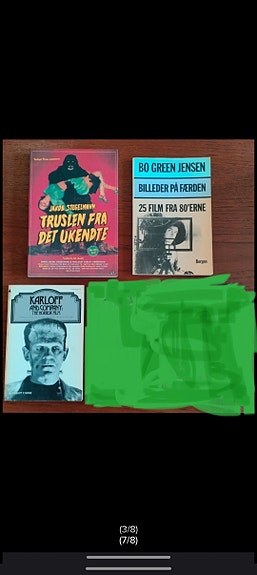 JAKOB STEGELMANN
TRUSLEN FRA
DET UKENDTE
BO GREEN JENSEN
BILLEDER PÅ FÆRDEN
25 FILM FRA 80'ERNE
Borgen
KARLOFF
AND COMPANY:
THE HORROR FILM
(3/8)
(7/8)